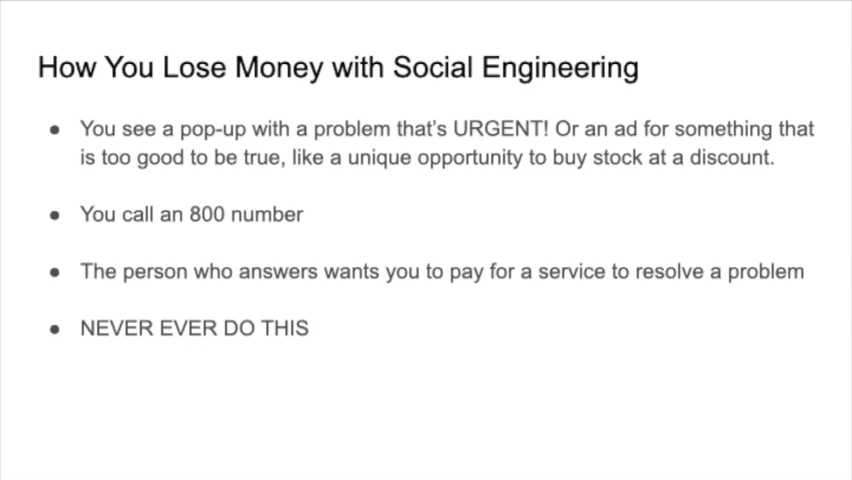 How You Lose Money with Social Engineering
● You see a pop-up with a problem that's URGENT! Or an ad for something that
is too good to be true, like a unique opportunity to buy stock at a discount.
● You call an 800 number
● The person who answers wants you to pay for a service to resolve a problem
● NEVER EVER DO THIS